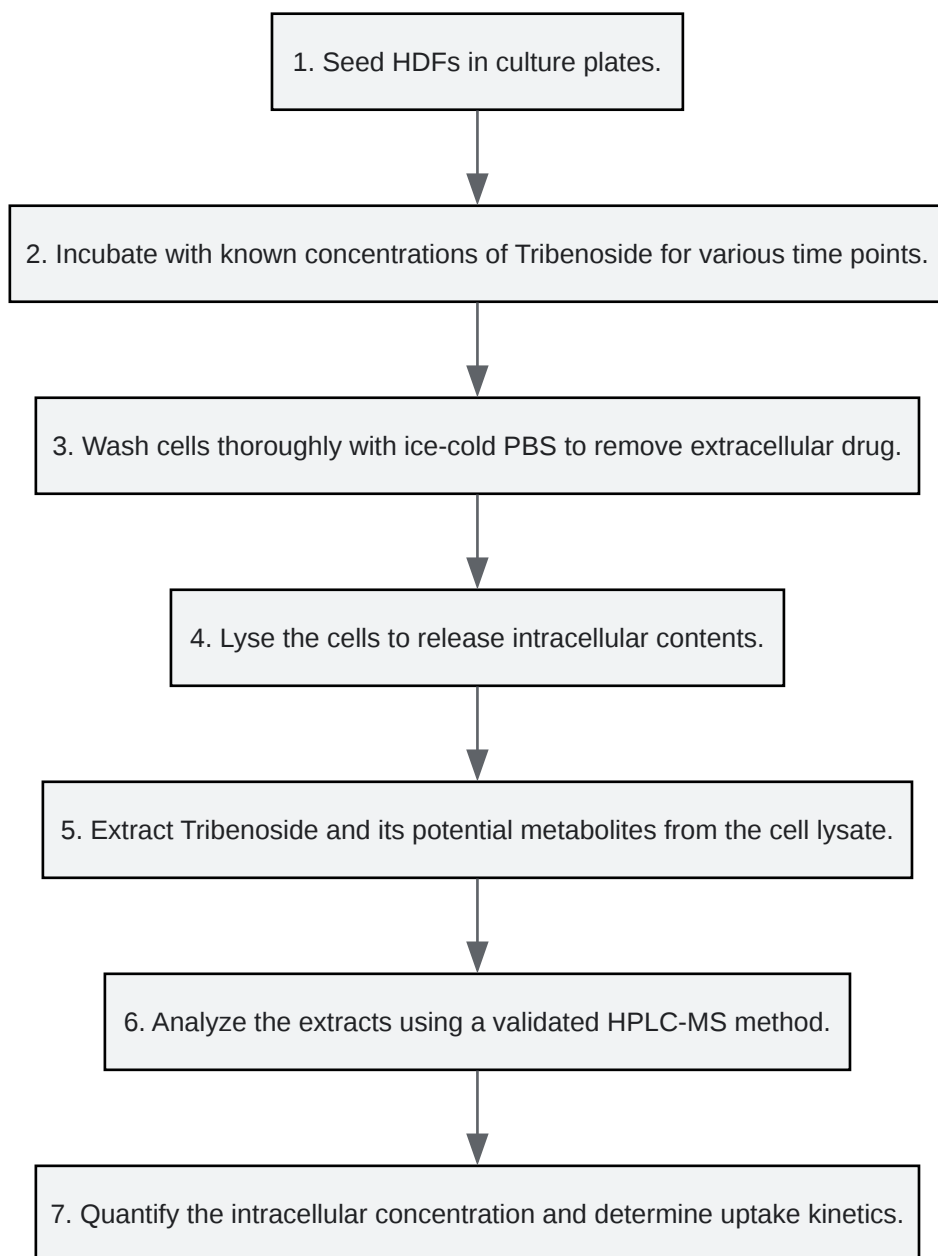 1. Seed HDFs in culture plates.
2. Incubate with known concentrations of Tribenoside for various time points.
3. Wash cells thoroughly with ice-cold PBS to remove extracellular drug.
4. Lyse the cells to release intracellular contents.
5. Extract Tribenoside and its potential metabolites from the cell lysate.
6. Analyze the extracts using a validated HPLC-MS method.
7. Quantify the intracellular concentration and determine uptake kinetics.